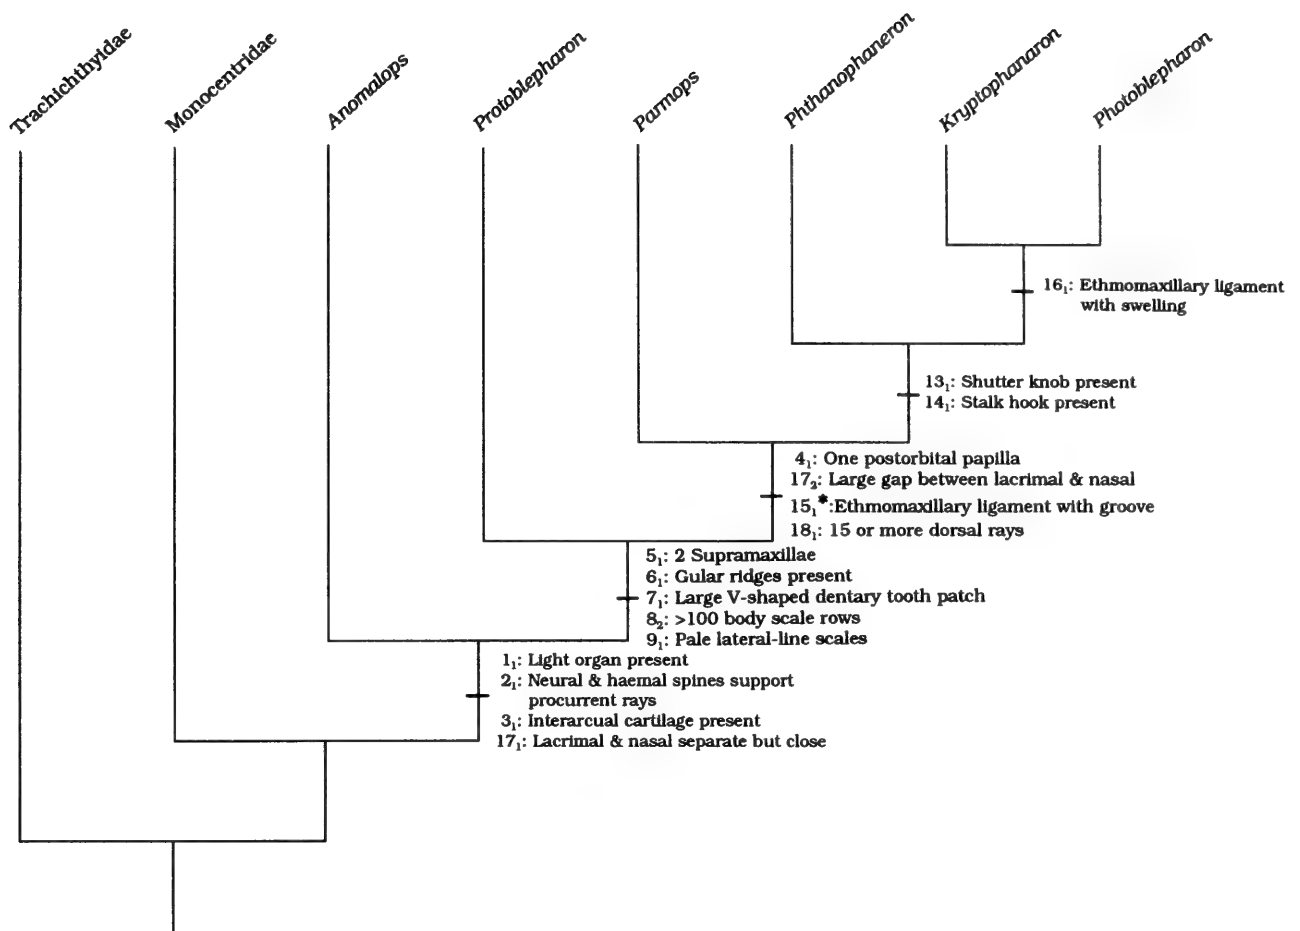 Trachichthyidae
Monocentridae
Anomalops
Protoblepharon
Parmops
Phthanophaneron
Kryptophanaron
Photoblepharon
16₁: Ethmomaxillary ligament
with swelling
13₁: Shutter knob present
14₁: Stalk hook present
4₁: One postorbital papilla
17₂: Large gap between lacrimal & nasal
15₁*:Ethmomaxillary ligament with groove
18₁: 15 or more dorsal rays
5₁: 2 Supramaxillae
6₁: Gular ridges present
7₁: Large V-shaped dentary tooth patch
8₂: >100 body scale rows
9₁: Pale lateral-line scales
1₁: Light organ present
2₁: Neural & haemal spines support
procurrent rays
3₁: Interarcual cartilage present
17₁: Lacrimal & nasal separate but close